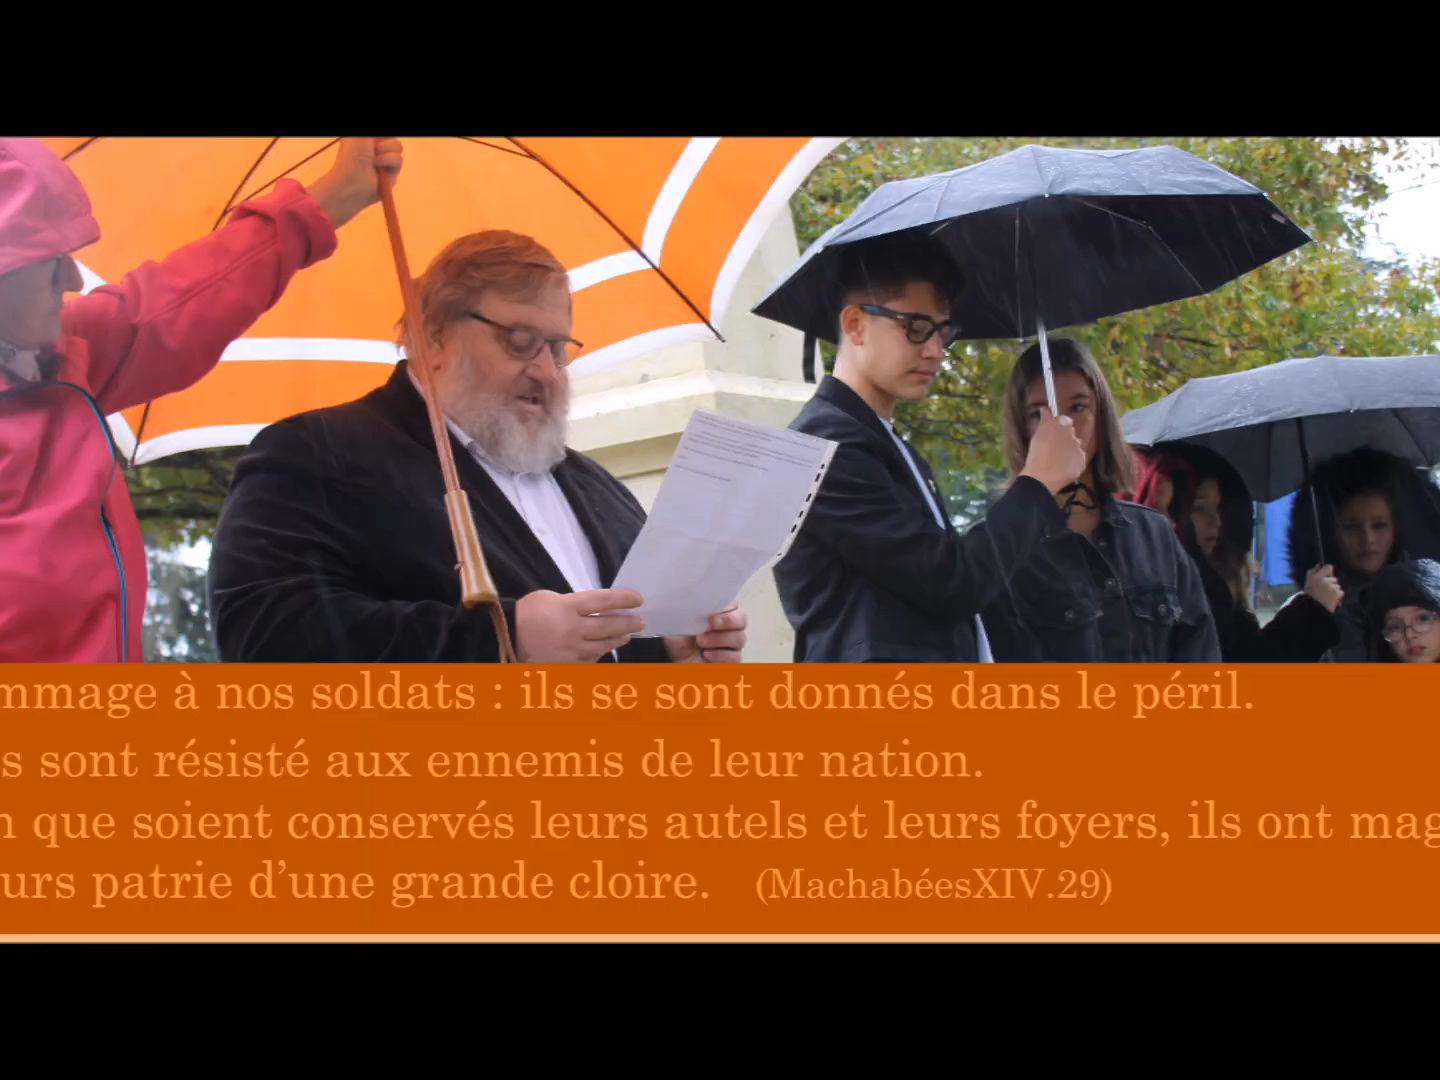 mmage à nos soldats : ils se sont donnés dans le péril.
s sont résisté aux ennemis de leur nation.
n que soient conservés leurs autels et leurs foyers, ils ont mag
urs patrie d’une grande cloire. (MachabéesXIV.29)